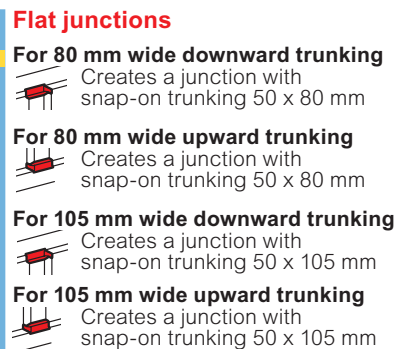 Flat junctions
For 80 mm wide downward trunking
Creates a junction with
snap-on trunking 50 x 80 mm
For 80 mm wide upward trunking
Creates a junction with
snap-on trunking 50 x 80 mm
For 105 mm wide downward trunking
Creates a junction with
snap-on trunking 50 x 105 mm
For 105 mm wide upward trunking
Creates a junction with
snap-on trunking 50 x 105 mm